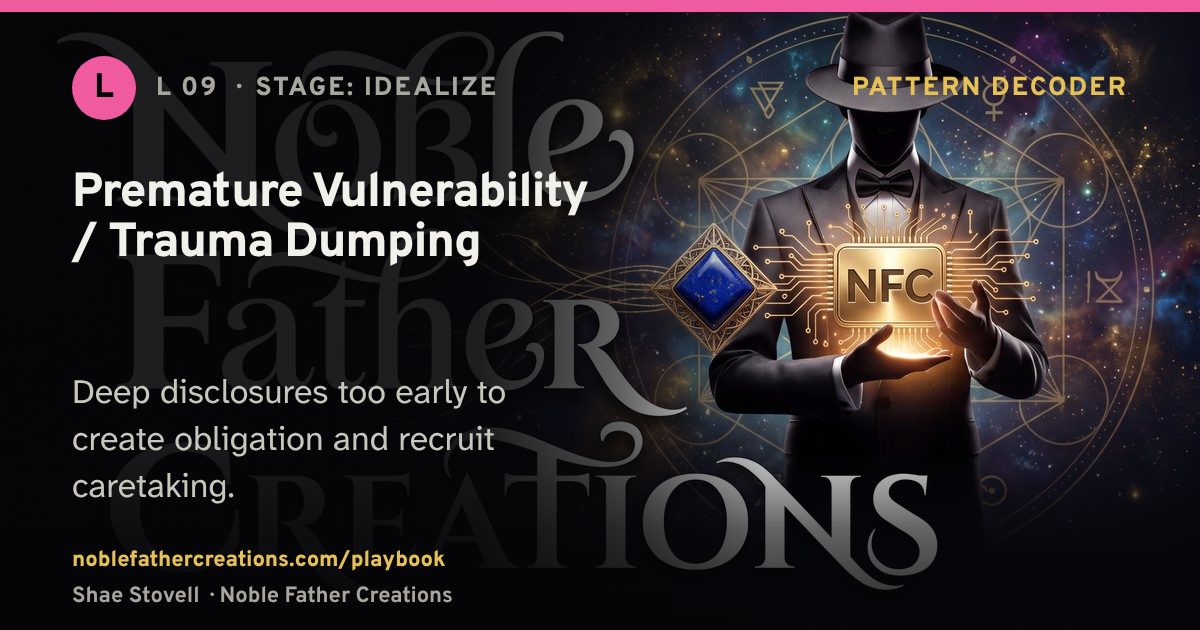 L
L 09 · STAGE: IDEALIZE
PATTERN DECODER
Premature Vulnerability
/ Trauma Dumping
NFC
Deep disclosures too early to
create obligation and recruit
caretaking.
noblefathercreations.com/playbook
Shae Stovell · Noble Father Creations
Noble
Father
Creations